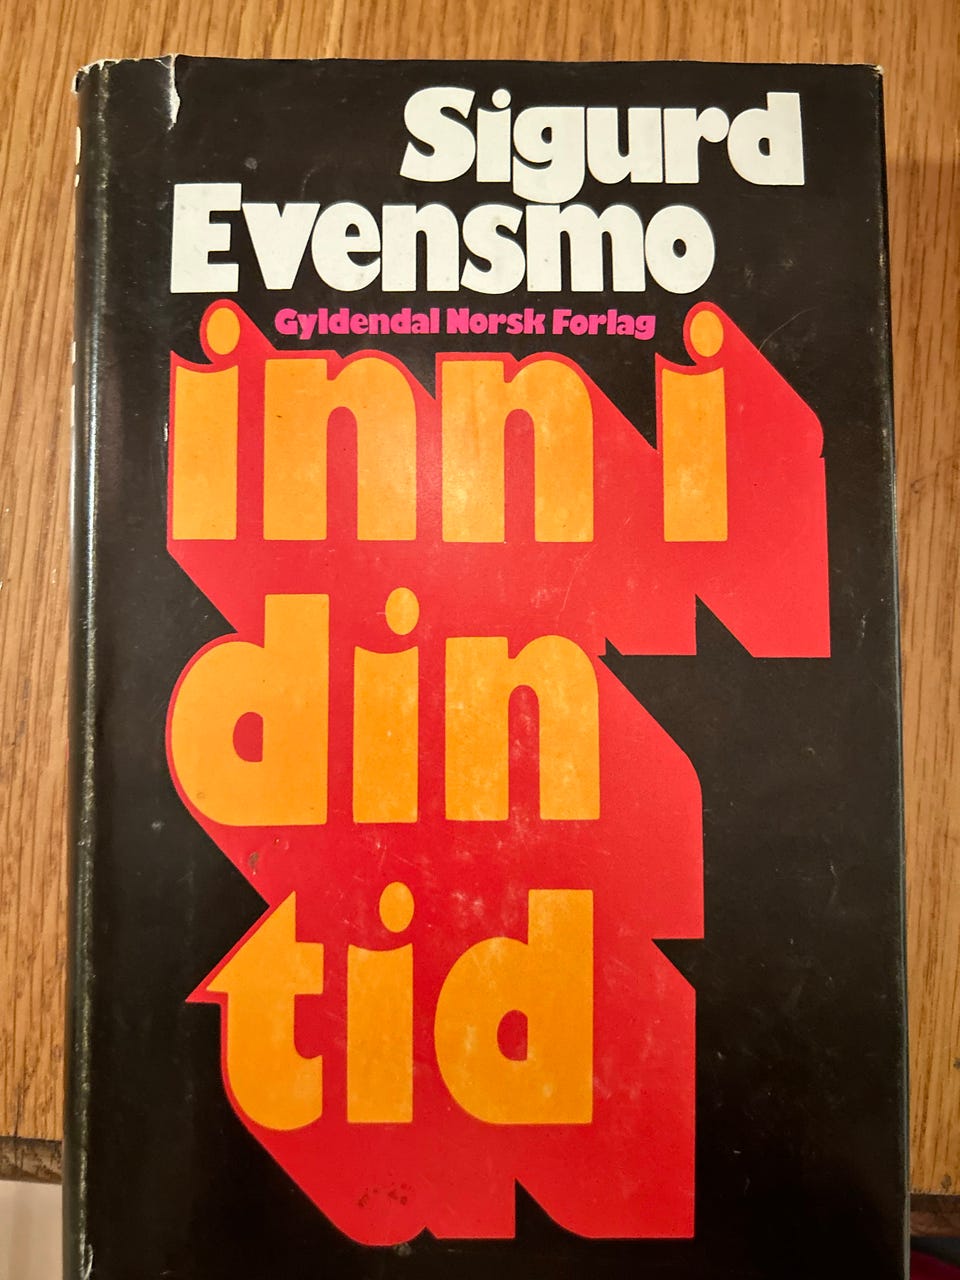 Sigurd
Evensmo
Gyldendal Norsk Forlag
inn i
din
tid